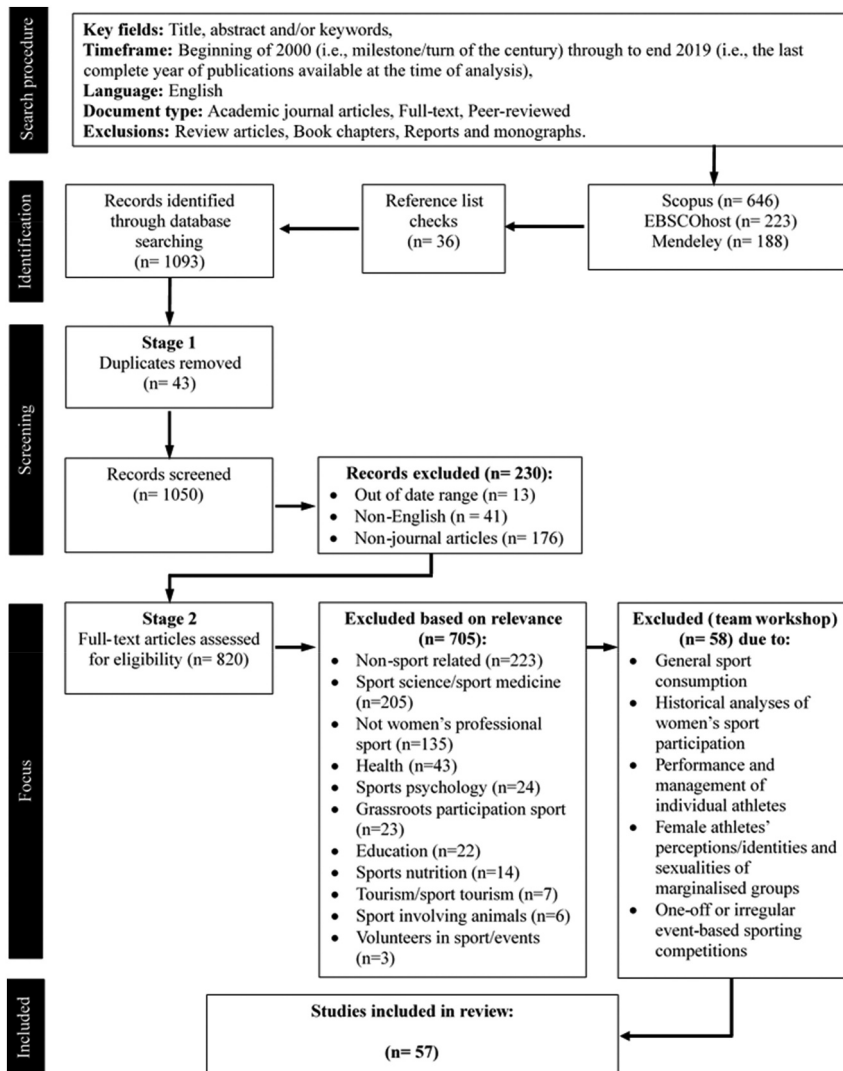 Search procedure
Key fields: Title, abstract and/or keywords,
Timeframe: Beginning of 2000 (i.e., milestone/turn of the century) through to end 2019 (i.e., the last
complete year of publications available at the time of analysis),
Language: English
Document type: Academic journal articles, Full-text, Peer-reviewed
Exclusions: Review articles, Book chapters, Reports and monographs.
Identification
Scopus (n= 646)
EBSCOhost (n= 223)
Mendeley (n= 188)
Reference list
checks
(n= 36)
Records identified
through database
searching
(n= 1093)
Screening
Stage 1
Duplicates removed
(n= 43)
Records screened
(n= 1050)
Records excluded (n= 230):
• Out of date range (n= 13)
• Non-English (n = 41)
• Non-journal articles (n= 176)
Focus
Stage 2
Full-text articles assessed
for eligibility (n= 820)
Excluded based on relevance
(n= 705):
• Non-sport related (n=223)
• Sport science/sport medicine
(n=205)
• Not women's professional
sport (n=135)
• Health (n=43)
• Sports psychology (n=24)
• Grassroots participation sport
(n=23)
• Education (n=22)
• Sports nutrition (n=14)
• Tourism/sport tourism (n=7)
• Sport involving animals (n=6)
• Volunteers in sport/events
(n=3)
Excluded (team workshop)
(n= 58) due to:
• General sport
consumption
• Historical analyses of
women's sport
participation
• Performance and
management of
individual athletes
• Female athletes'
perceptions/identities and
sexualities of
marginalised groups
• One-off or irregular
event-based sporting
competitions
Included
Studies included in review:
(n= 57)